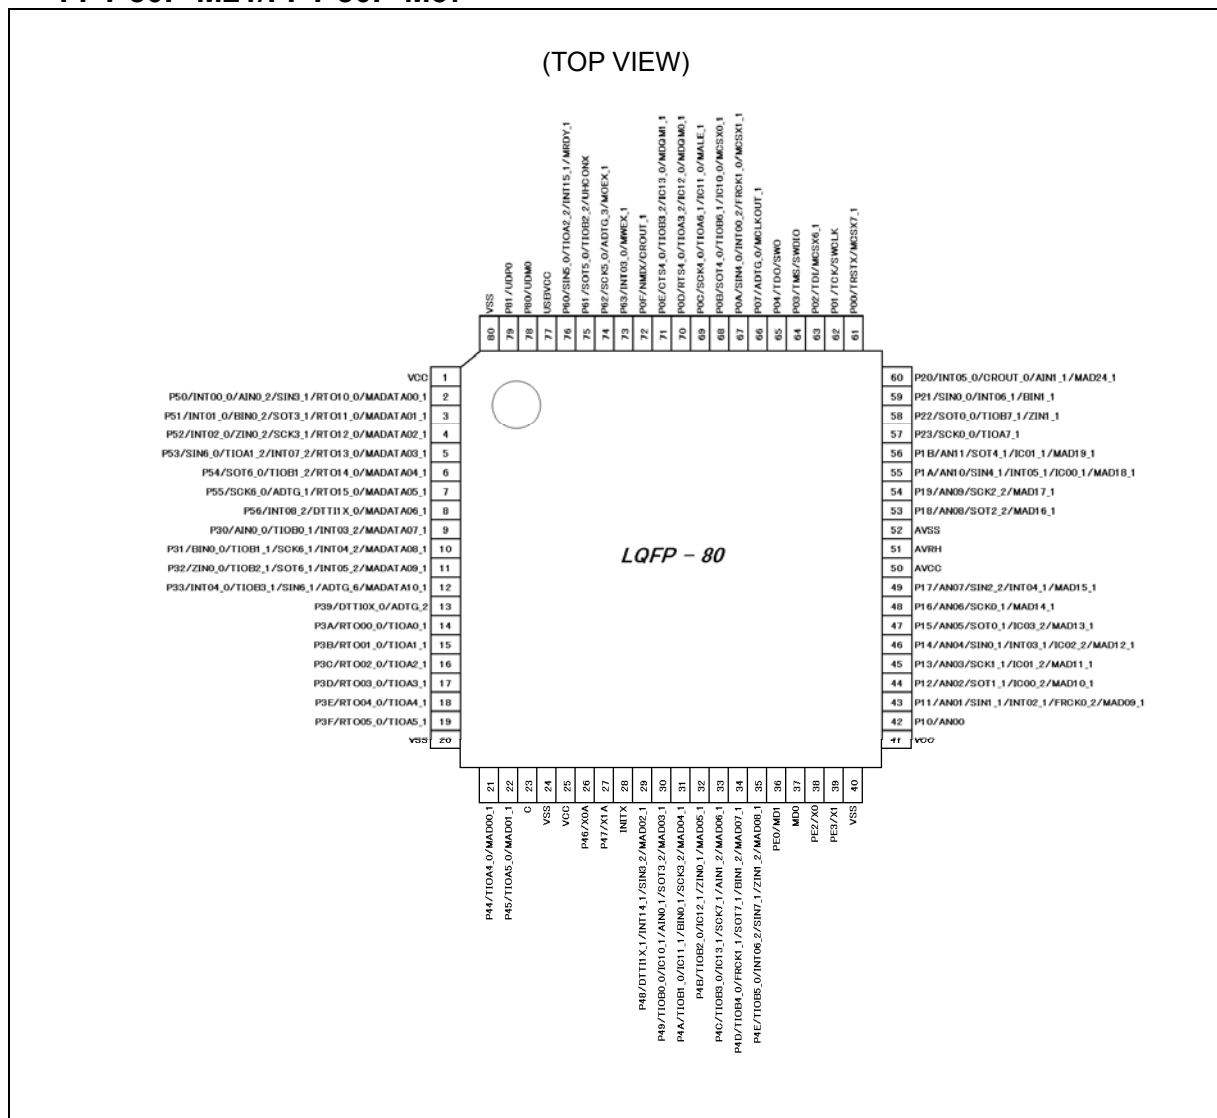 (TOP VIEW)
VSS
P81/UDP0
P80/UDM0
USBVCC
P60/SIN5_0/TIOA2_2/INT15_1/MRDY_1
P61/SOT5_0/TIOB2_2/UHCONX
P62/SCK5_0/ADTG_3/MOEX_1
P63/INT03_0/MWEX_1
P0F/NMIX/CROUT_1
P0E/CTS4_0/TIOB3_2/IC13_0/MDQM1_1
P0D/RTS4_0/TIOA3_2/IC12_0/MDQM0_1
P0C/SCK4_0/TIOA6_1/IC11_0/MALE_1
P0B/SOT4_0/TIOB6_1/IC10_0/MCSX0_1
P0A/SIN4_0/INT00_2/FRCK1_0/MCSX1_1
P07/ADTG_0/MCLKOUT_1
P04/TDO/SWO
P03/TMS/SWDIO
P02/TDI/MCSX6_1
P01/TCK/SWCLK
P00/TRSTX/MCSX7_1
80 79 78 77 76 75 74 73 72 71 70 69 68 67 66 65 64 63 62 61
VCC 1
P50/INT00_0/AIN0_2/SIN3_1/RTO10_0/MADATA00_1 2
P51/INT01_0/BIN0_2/SOT3_1/RTO11_0/MADATA01_1 3
P52/INT02_0/ZIN0_2/SCK3_1/RTO12_0/MADATA02_1 4
P53/SIN6_0/TIOA1_2/INT07_2/RTO13_0/MADATA03_1 5
P54/SOT6_0/TIOB1_2/RTO14_0/MADATA04_1 6
P55/SCK6_0/ADTG_1/RTO15_0/MADATA05_1 7
P56/INT08_2/DTTI1X_0/MADATA06_1 8
P30/AIN0_0/TIOB0_1/INT03_2/MADATA07_1 9
P31/BIN0_0/TIOB1_1/SCK6_1/INT04_2/MADATA08_1 10
P32/ZIN0_0/TIOB2_1/SOT6_1/INT05_2/MADATA09_1 11
P33/INT04_0/TIOB3_1/SIN6_1/ADTG_6/MADATA10_1 12
P39/DTTI0X_0/ADTG_2 13
P3A/RTO00_0/TIOA0_1 14
P3B/RTO01_0/TIOA1_1 15
P3C/RTO02_0/TIOA2_1 16
P3D/RTO03_0/TIOA3_1 17
P3E/RTO04_0/TIOA4_1 18
P3F/RTO05_0/TIOA5_1 19
VSS 20
LQFP - 80
60 P20/INT05_0/CROUT_0/AIN1_1/MAD24_1
59 P21/SIN0_0/INT06_1/BIN1_1
58 P22/SOT0_0/TIOB7_1/ZIN1_1
57 P23/SCK0_0/TIOA7_1
56 P1B/AN11/SOT4_1/IC01_1/MAD19_1
55 P1A/AN10/SIN4_1/INT05_1/IC00_1/MAD18_1
54 P19/AN09/SCK2_2/MAD17_1
53 P18/AN08/SOT2_2/MAD16_1
52 AVSS
51 AVRH
50 AVCC
49 P17/AN07/SIN2_2/INT04_1/MAD15_1
48 P16/AN06/SCK0_1/MAD14_1
47 P15/AN05/SOT0_1/IC03_2/MAD13_1
46 P14/AN04/SIN0_1/INT03_1/IC02_2/MAD12_1
45 P13/AN03/SCK1_1/IC01_2/MAD11_1
44 P12/AN02/SOT1_1/IC00_2/MAD10_1
43 P11/AN01/SIN1_1/INT02_1/FRCK0_2/MAD09_1
42 P10/AN00
41 VCC
21 22 23 24 25 26 27 28 29 30 31 32 33 34 35 36 37 38 39 40
P44/TIOA4_0/MAD00_1
P45/TIOA5_0/MAD01_1
C
VSS
VCC
P46/X0A
P47/X1A
INITX
P48/DTTI1X_1/INT14_1/SIN3_2/MAD02_1
P49/TIOB0_0/IC10_1/AIN0_1/SOT3_2/MAD03_1
P4A/TIOB1_0/IC11_1/BIN0_1/SCK3_2/MAD04_1
P4B/TIOB2_0/IC12_1/ZIN0_1/MAD05_1
P4C/TIOB3_0/IC13_1/SCK7_1/AIN1_2/MAD06_1
P4D/TIOB4_0/FRCK1_1/SOT7_1/BIN1_2/MAD07_1
P4E/TIOB5_0/INT06_2/SIN7_1/ZIN1_2/MAD08_1
PE0/MD1
MD0
PE2/X0
PE3/X1
VSS